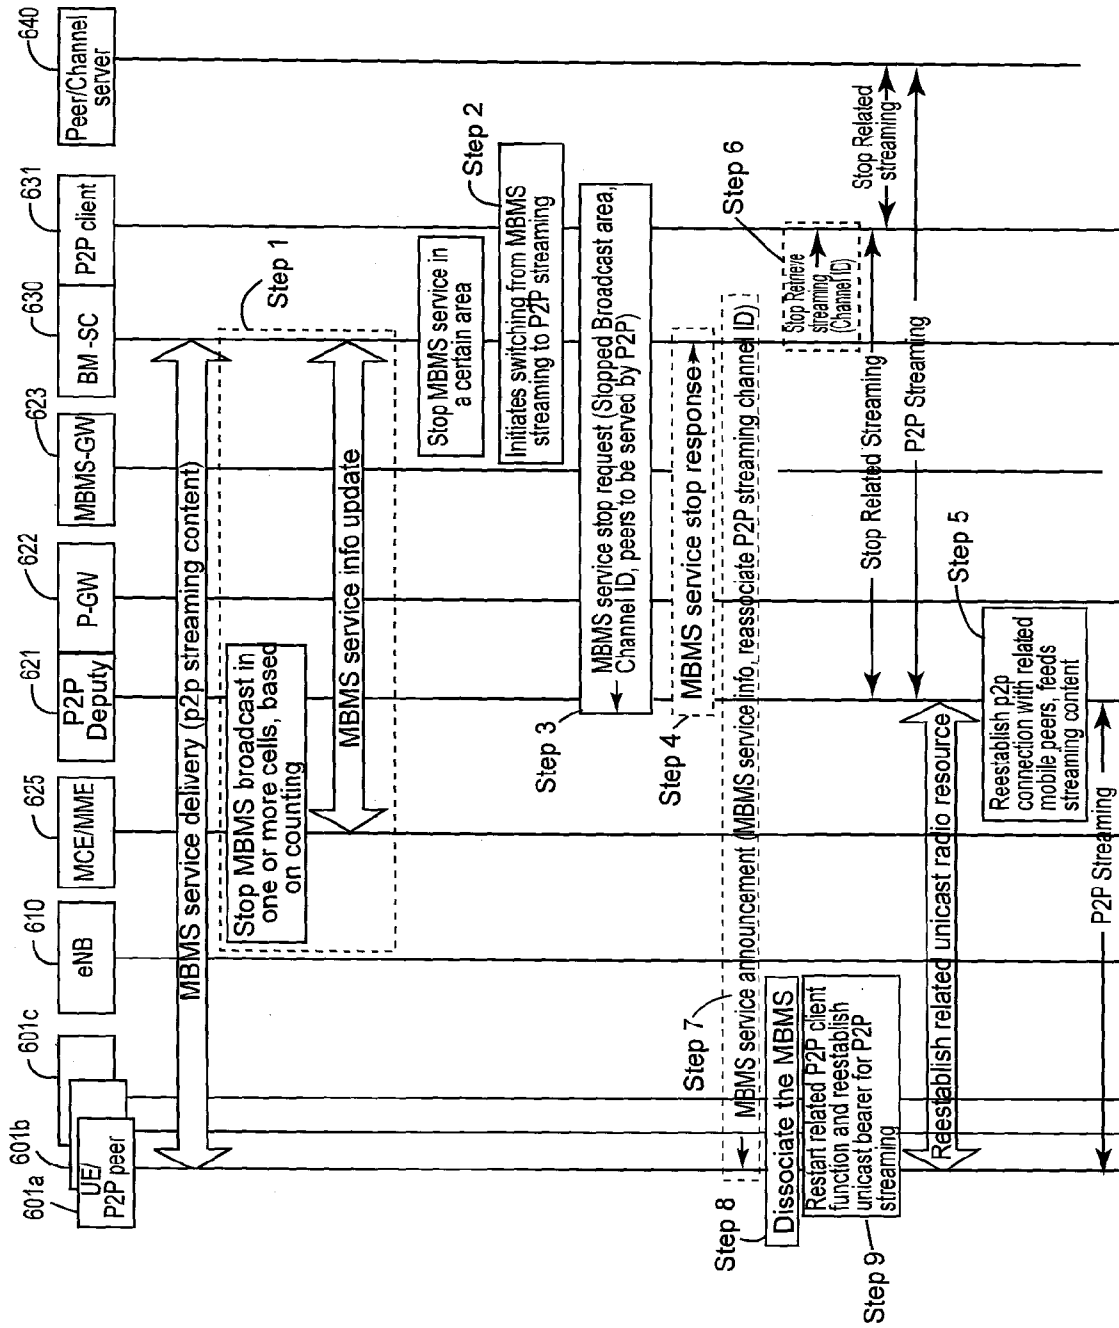 601a
601b
601c
610
625
621
622
623
630
631
640
UE/
P2P peer
eNB
MCE/MME
P2P
Deputy
P-GW
MBMS-GW
BM -SC
P2P client
Peer/Channel
server
MBMS service delivery (p2p streaming content)
Step 1
Stop MBMS broadcast in
one or more cells, based
on counting
MBMS service info update
Stop MBMS service in
a certain area
Step 2
Initiates switching from MBMS
streaming to P2P streaming
Step 3
MBMS service stop request (Stopped Broadcast area,
Channel ID, peers to be served by P2P)
Step 4
MBMS service stop response
Step 7
MBMS service announcement (MBMS service info, reassociate P2P streaming channel ID)
Step 8
Dissociate the MBMS
Step 6
Stop Retrieve
streaming
(Channel ID)
Step 9
Restart related P2P client
function and reestablish
unicast bearer for P2P
streaming
Stop Related Streaming
Stop Related
streaming
P2P Streaming
Reestablish related unicast radio resource
Step 5
Reestablish p2p
connection with related
mobile peers, feeds
streaming content
P2P Streaming